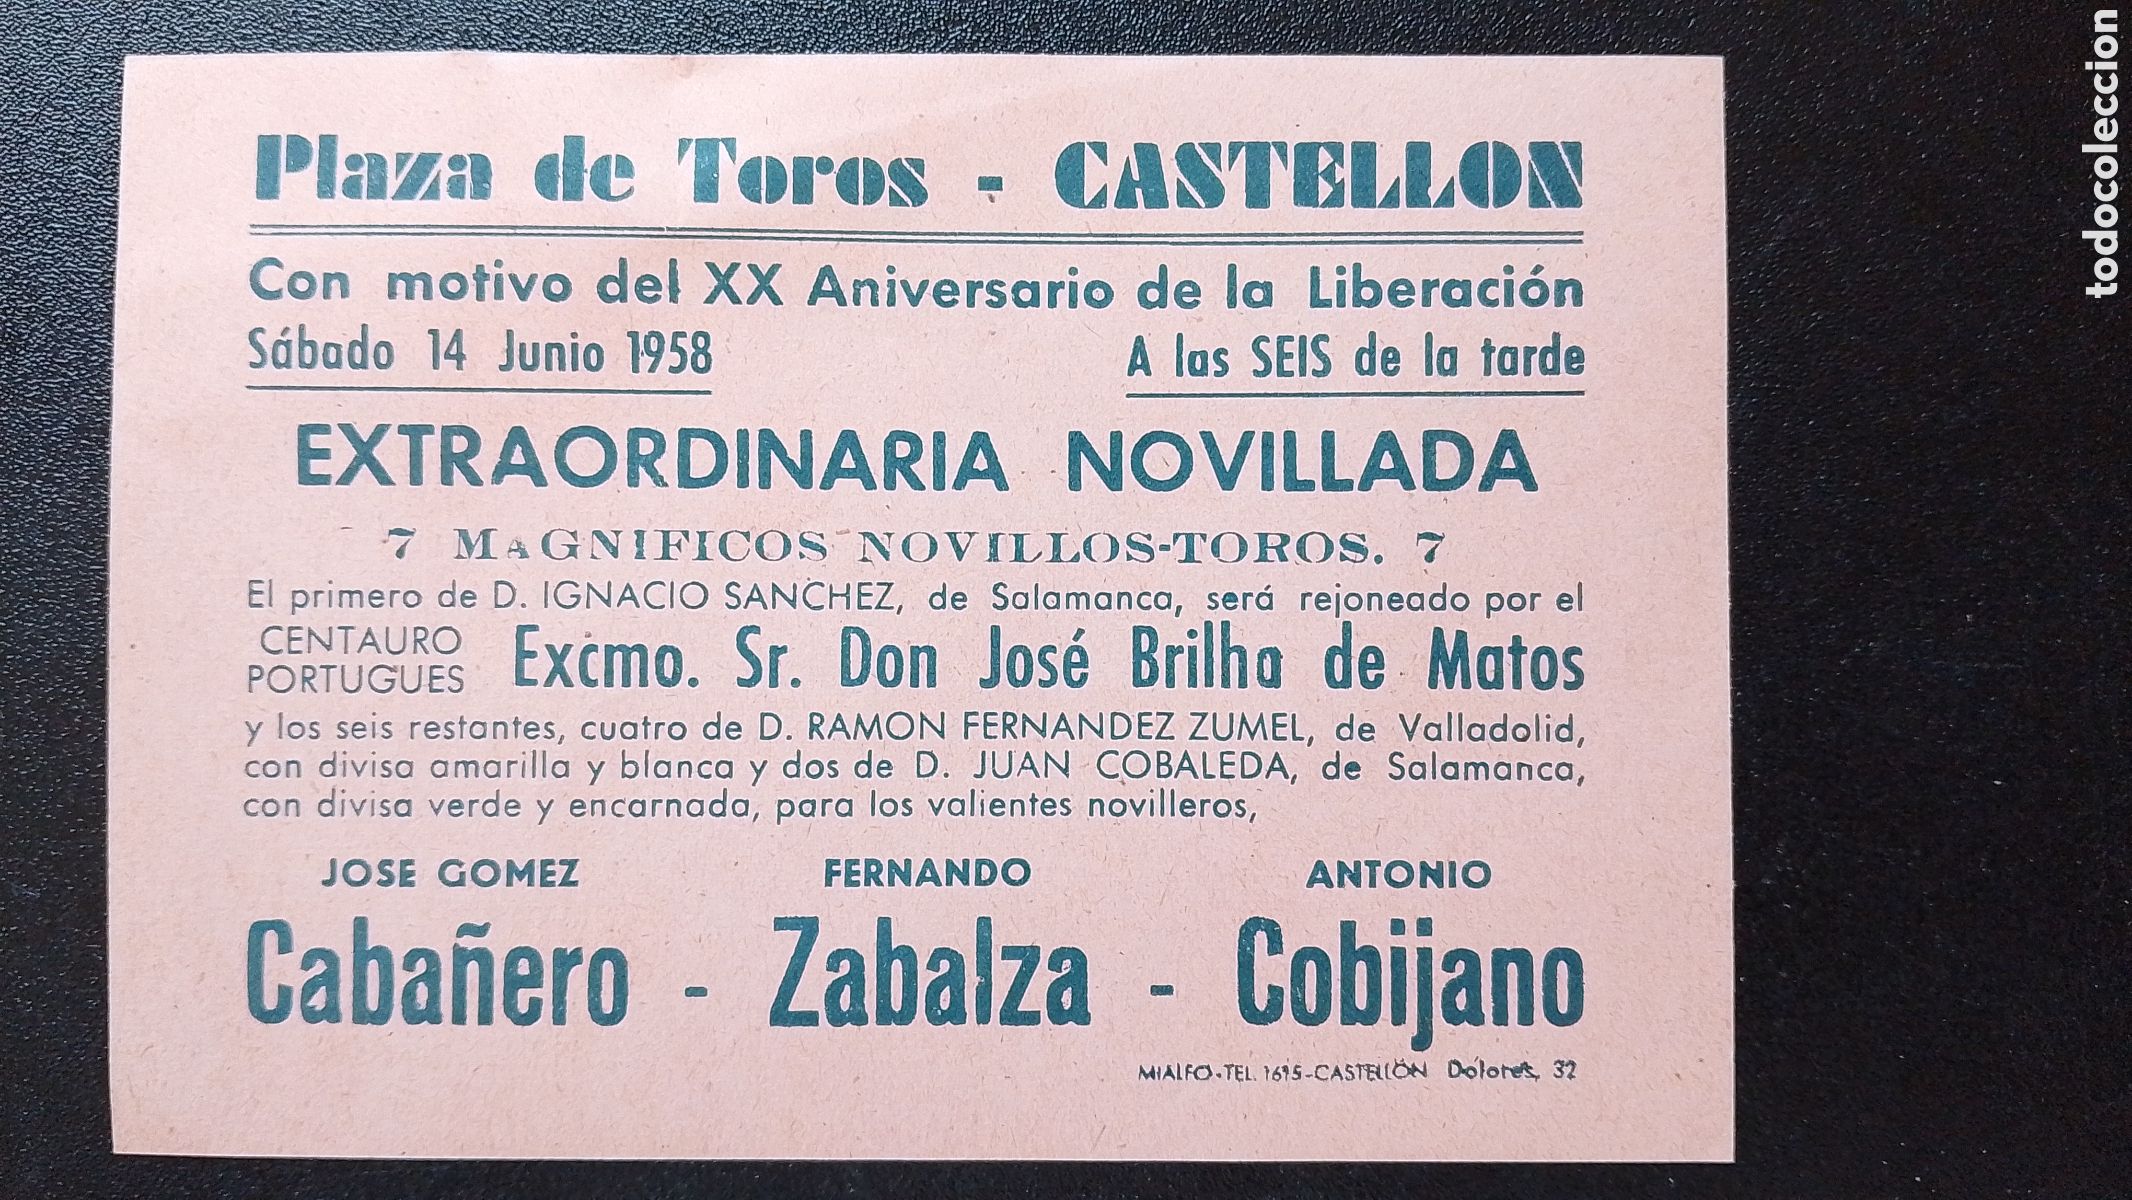 Plaza de Toros - CASTELLON
Con motivo del XX Aniversario de la Liberación
Sábado 14 Junio 1958 A las SEIS de la tarde
EXTRAORDINARIA NOVILLADA
7 MAGNIFICOS NOVILLOS-TOROS. 7
El primero de D. IGNACIO SANCHEZ, de Salamanca, será rejoneado por el
CENTAURO PORTUGUES Excmo. Sr. Don José Brilha de Matos
y los seis restantes, cuatro de D. RAMON FERNANDEZ ZUMEL, de Valladolid,
con divisa amarilla y blanca y dos de D. JUAN COBALEDA, de Salamanca,
con divisa verde y encarnada, para los valientes novilleros,
JOSE GOMEZ FERNANDO ANTONIO
Cabañero - Zabalza - Cobijano
MIALFO-TEL. 1695-CASTELLÓN Dolores, 32
todocoleccion